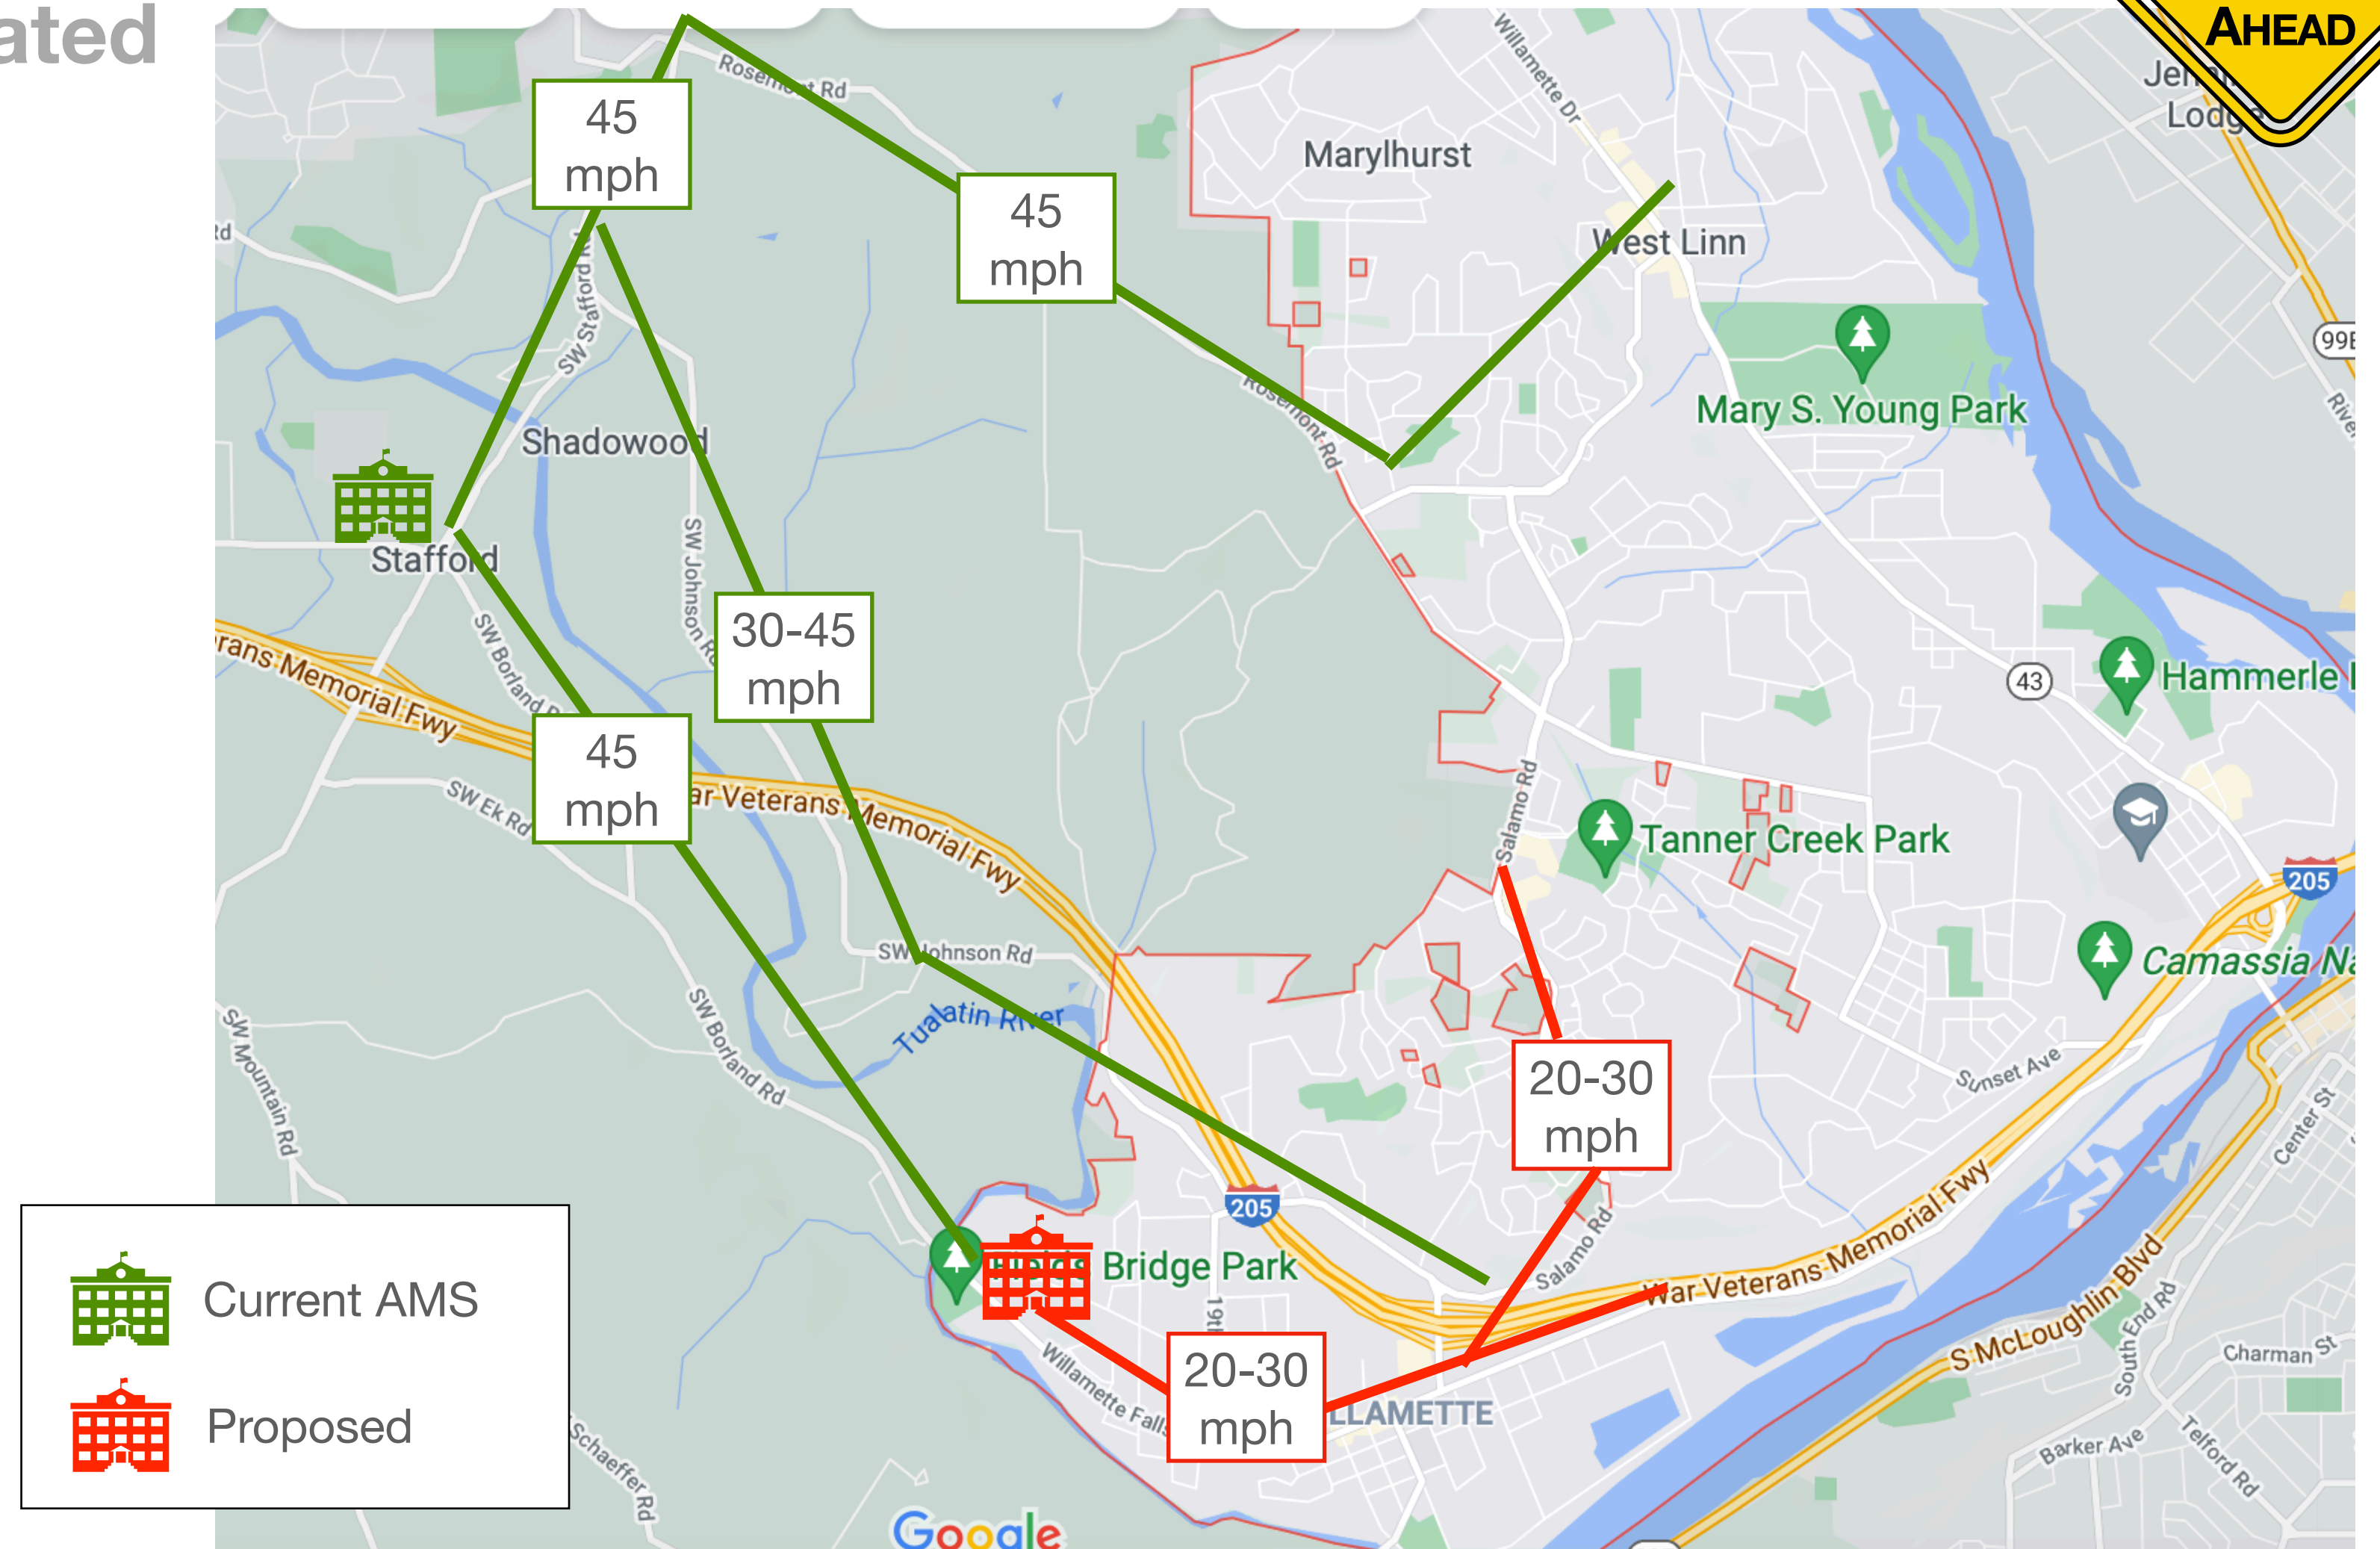 ated
AHEAD
Rosemont Rd
Willamette Dr
45
mph
Marylhurst
Lodge
45
mph
West Linn
SW Stafford Rd
99E
Rosemont Rd
Mary S. Young Park
Shadowood
Stafford
SW Johnson Rd
SW Borland Rd
30-45
mph
43
Hammerle
rans Memorial Fwy
45
mph
SW Ek Rd
ar Veterans Memorial Fwy
Salamo Rd
Tanner Creek Park
205
SW Johnson Rd
Camassia Na
Tualatin River
SW Borland Rd
SW Mountain Rd
20-30
mph
Sunset Ave
Center St
205
Fields Bridge Park
Salamo Rd
War Veterans Memorial Fwy
Current AMS
Proposed
19th
S McLoughlin Blvd
South End Rd
Charman St
20-30
mph
Willamette Falls
LLAMETTE
Schaeffer Rd
Barker Ave
Telford Rd
Google